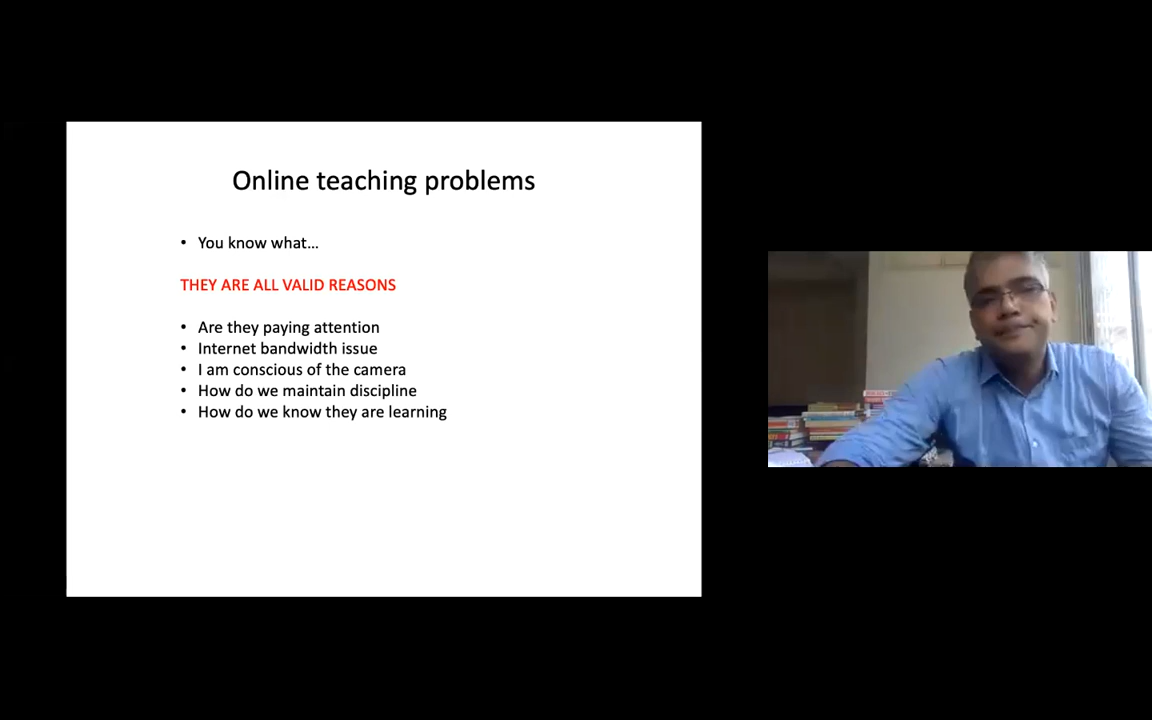 Online teaching problems
• You know what...
THEY ARE ALL VALID REASONS
• Are they paying attention
• Internet bandwidth issue
• I am conscious of the camera
• How do we maintain discipline
• How do we know they are learning